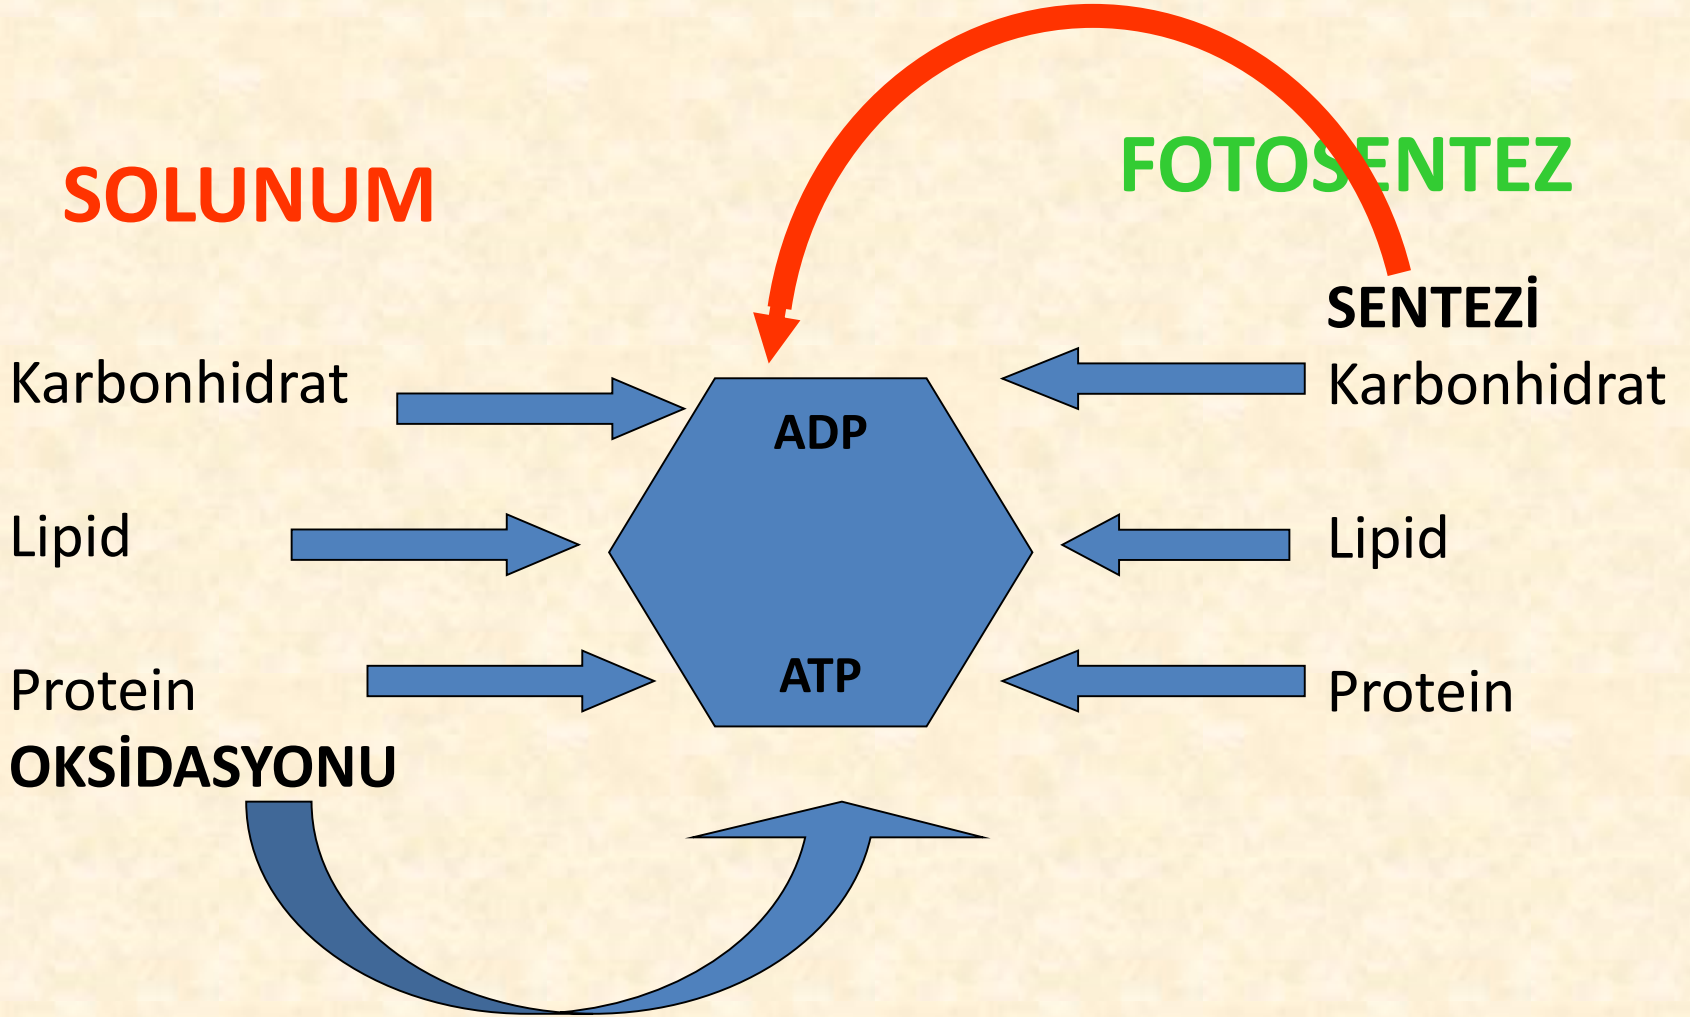 SOLUNUM
FOTOSENTEZ
SENTEZİ
Karbonhidrat
Lipid
Protein
OKSİDASYONU
ADP
ATP
Karbonhidrat
Lipid
Protein